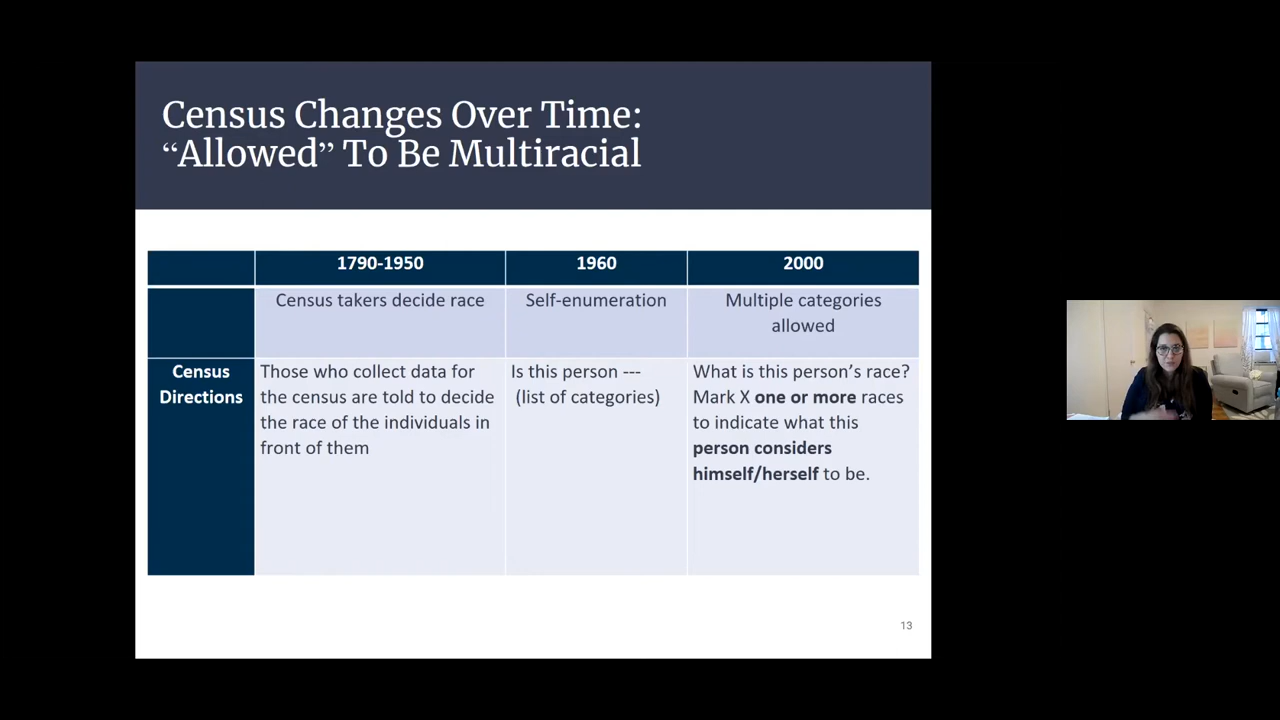 Census Changes Over Time:
“Allowed” To Be Multiracial
1790-1950
1960
2000
Census takers decide race
Self-enumeration
Multiple categories
allowed
Census
Directions
Those who collect data for
the census are told to decide
the race of the individuals in
front of them
Is this person ---
(list of categories)
What is this person’s race?
Mark X one or more races
to indicate what this
person considers
himself/herself to be.
13